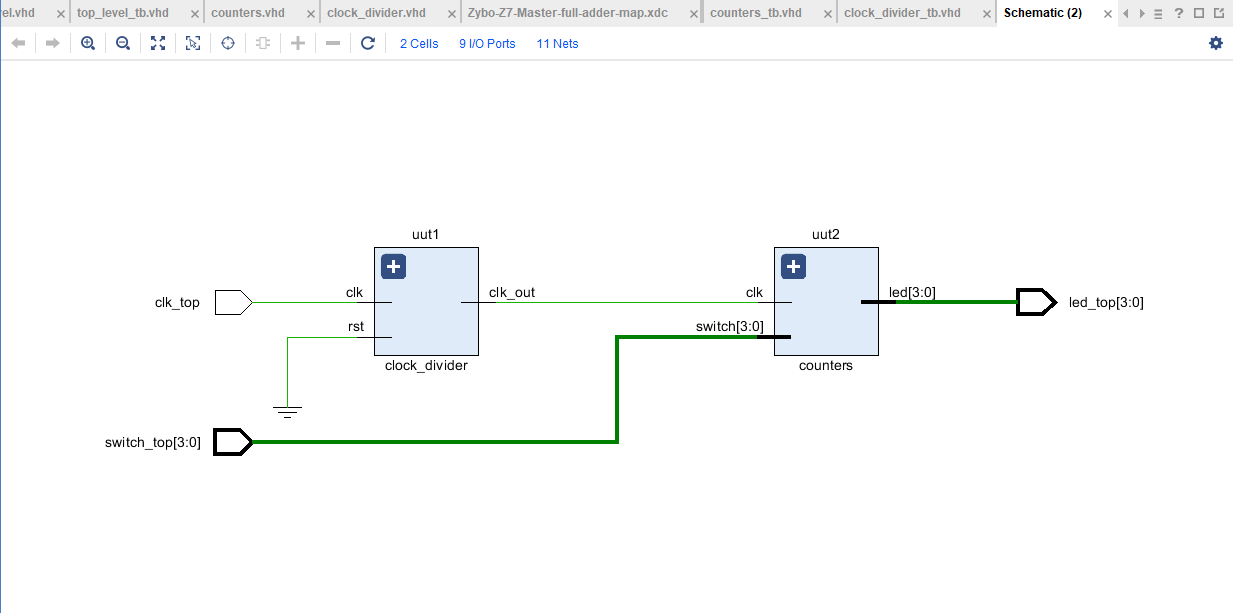 el.vhd top_level_tb.vhd counters.vhd clock_divider.vhd Zybo-Z7-Master-full-adder-map.xdc counters_tb.vhd clock_divider_tb.vhd Schematic (2)
2 Cells 9 I/O Ports 11 Nets
uut1 uut2
clk clk_out clk led[3:0]
clk_top led_top[3:0]
rst switch[3:0]
clock_divider counters
switch_top[3:0]